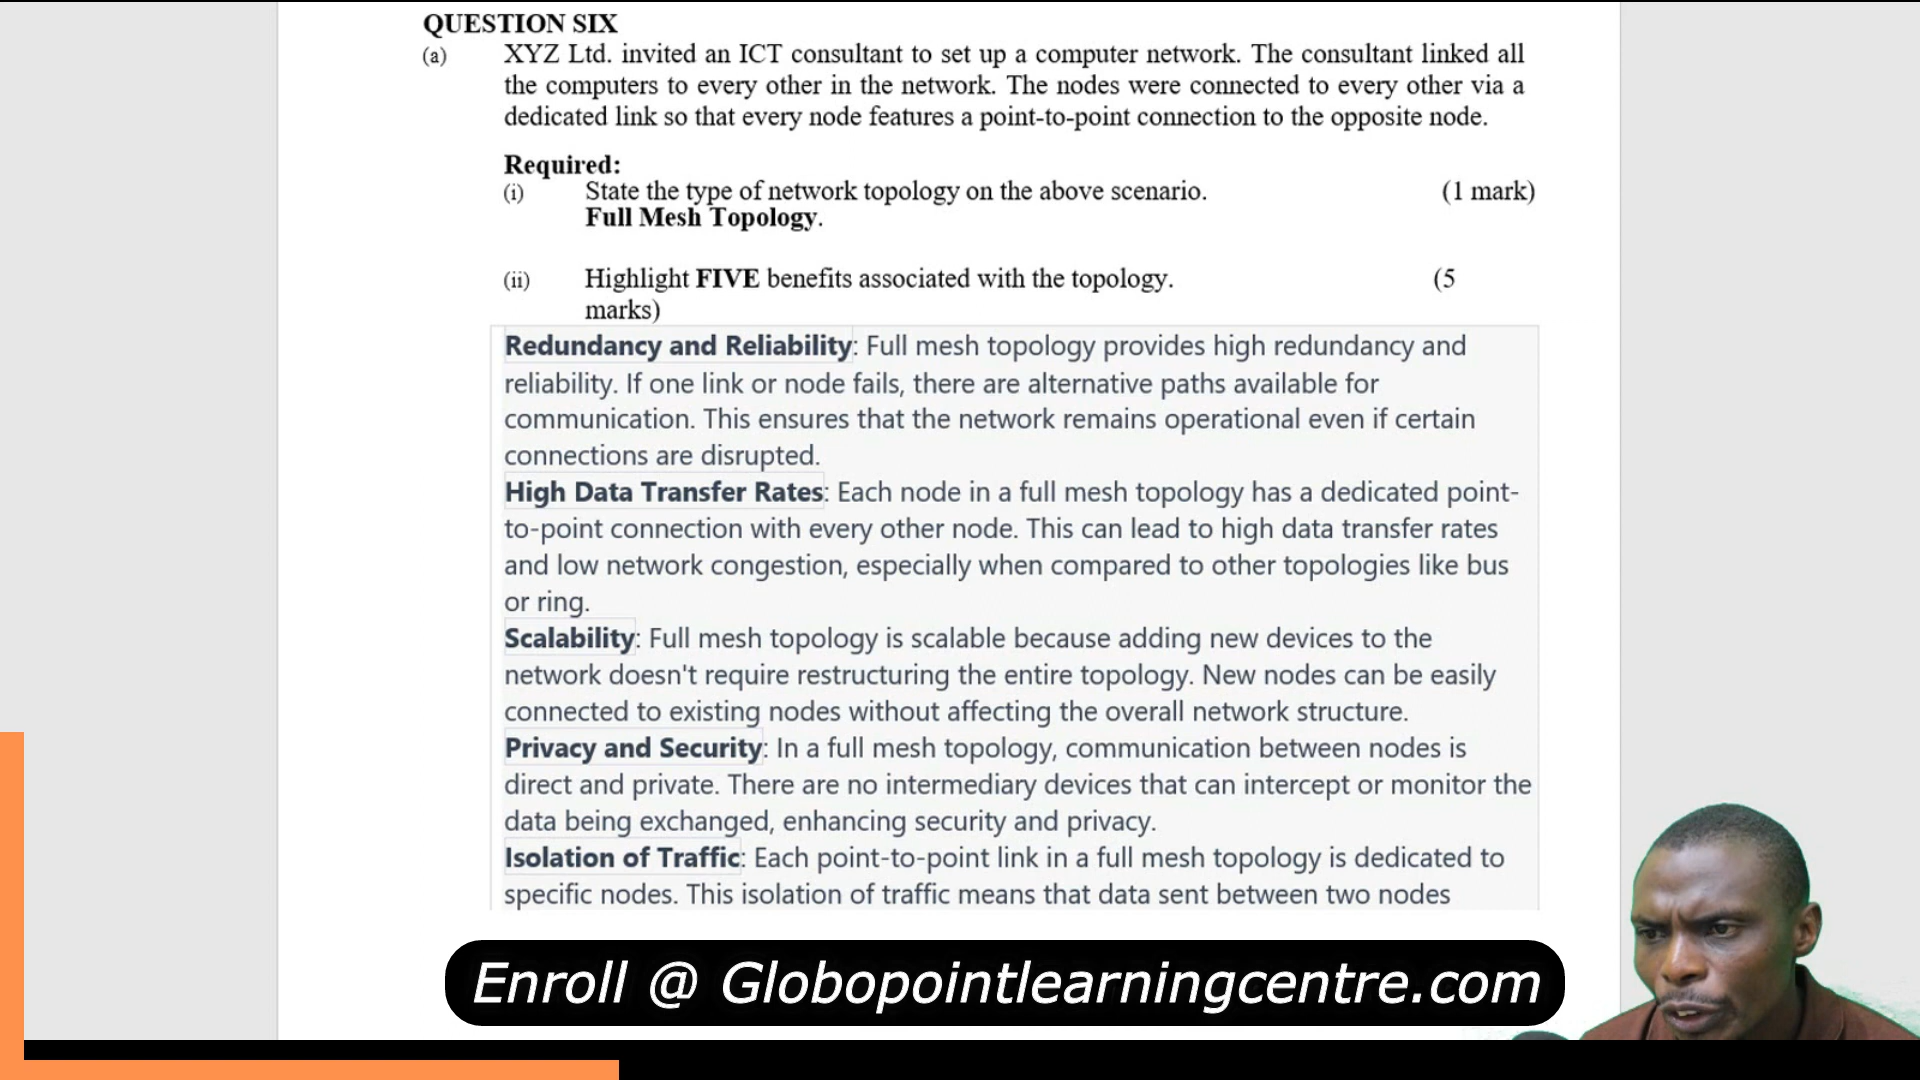 QUESTION SIX
(a) XYZ Ltd. invited an ICT consultant to set up a computer network. The consultant linked all
the computers to every other in the network. The nodes were connected to every other via a
dedicated link so that every node features a point-to-point connection to the opposite node.
Required:
(i) State the type of network topology on the above scenario. (1 mark)
Full Mesh Topology.
(ii) Highlight FIVE benefits associated with the topology. (5
marks)
Redundancy and Reliability: Full mesh topology provides high redundancy and
reliability. If one link or node fails, there are alternative paths available for
communication. This ensures that the network remains operational even if certain
connections are disrupted.
High Data Transfer Rates: Each node in a full mesh topology has a dedicated point-
to-point connection with every other node. This can lead to high data transfer rates
and low network congestion, especially when compared to other topologies like bus
or ring.
Scalability: Full mesh topology is scalable because adding new devices to the
network doesn't require restructuring the entire topology. New nodes can be easily
connected to existing nodes without affecting the overall network structure.
Privacy and Security: In a full mesh topology, communication between nodes is
direct and private. There are no intermediary devices that can intercept or monitor the
data being exchanged, enhancing security and privacy.
Isolation of Traffic: Each point-to-point link in a full mesh topology is dedicated to
specific nodes. This isolation of traffic means that data sent between two nodes
Enroll @ Globopointlearningcentre.com